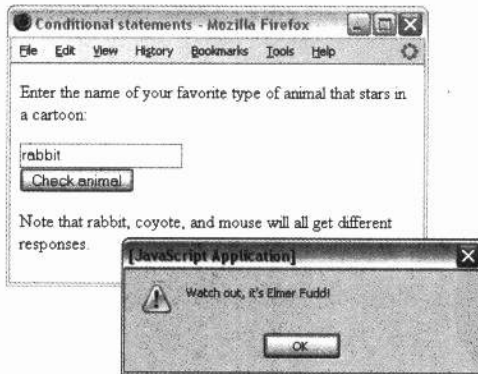 Conditional statements - Mozilla Firefox
File Edit View History Bookmarks Tools Help
Enter the name of your favorite type of animal that stars in
a cartoon:
rabbit
Check animal
Note that rabbit, coyote, and mouse will all get different
responses.
[JavaScript Application]
Watch out, it's Elmer Fudd!
OK